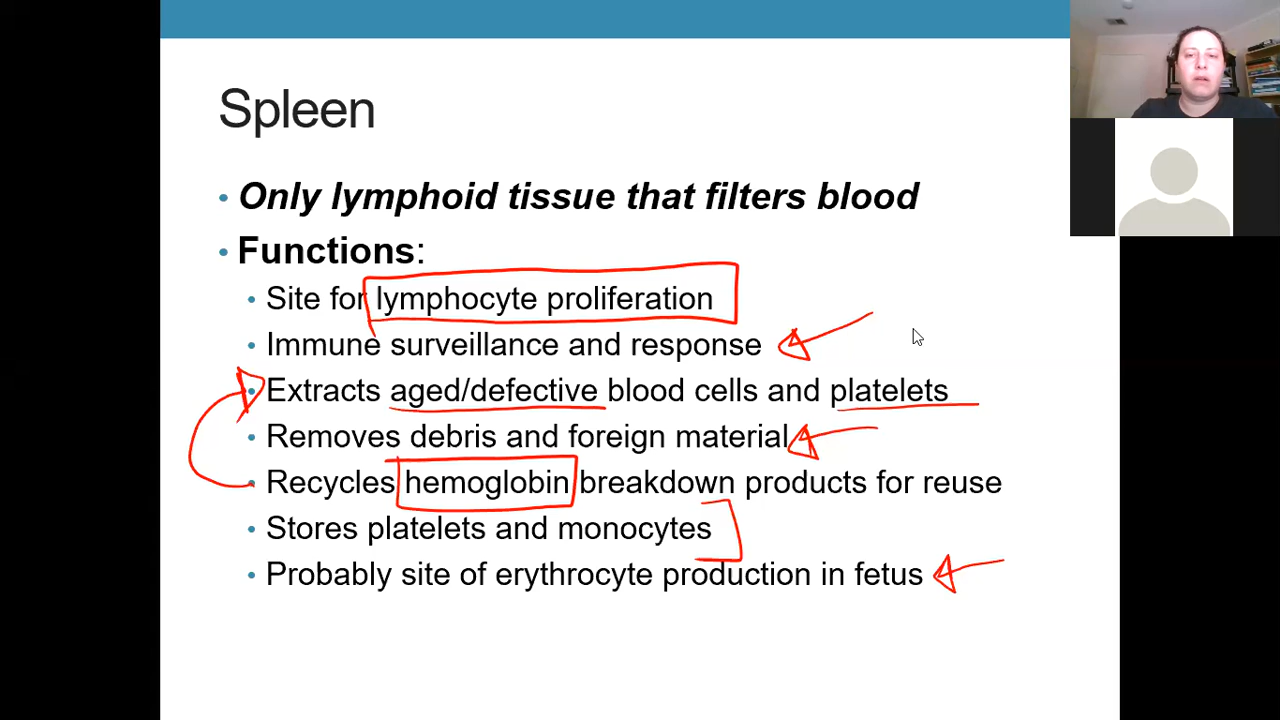 Spleen
• Only lymphoid tissue that filters blood
• Functions:
• Site for lymphocyte proliferation
• Immune surveillance and response
• Extracts aged/defective blood cells and platelets
• Removes debris and foreign material
• Recycles hemoglobin breakdown products for reuse
• Stores platelets and monocytes
• Probably site of erythrocyte production in fetus